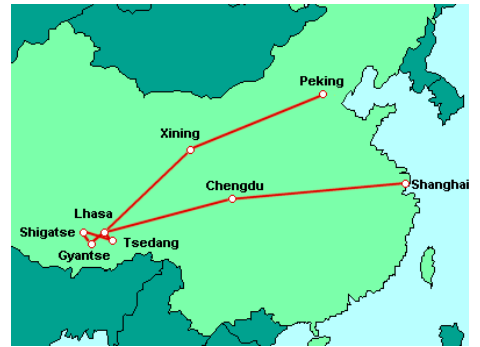 Peking
Xining
Chengdu
Shanghai
Lhasa
Shigatse
Tsedang
Gyantse